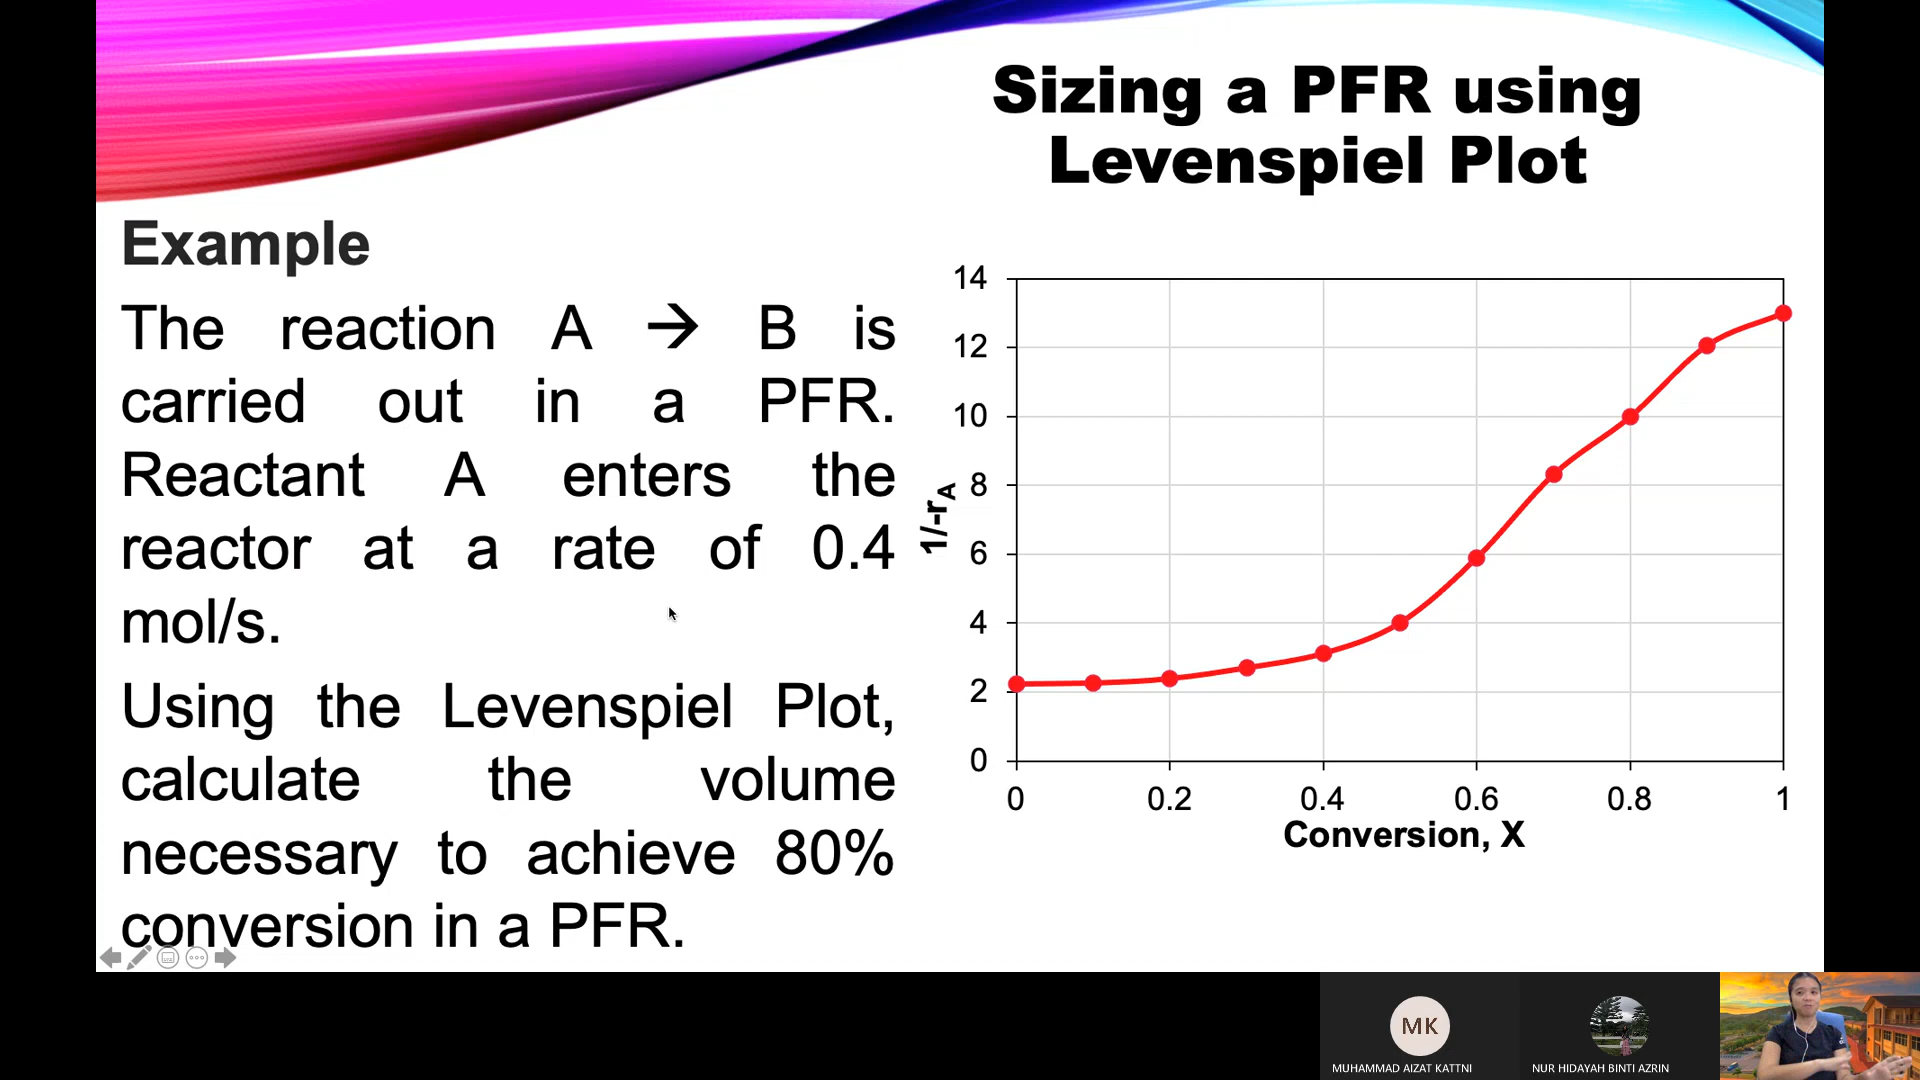 Sizing a PFR using
Levenspiel Plot
Example
The reaction A → B is
carried out in a PFR.
Reactant A enters the
reactor at a rate of 0.4
mol/s.
Using the Levenspiel Plot,
calculate the volume
necessary to achieve 80%
conversion in a PFR.
14
12
10
8
6
4
2
0
1/-rA
0 0.2 0.4 0.6 0.8 1
Conversion, X
MK
MUHAMMAD AIZAT KATTNI
NUR HIDAYAH BINTI AZRIN